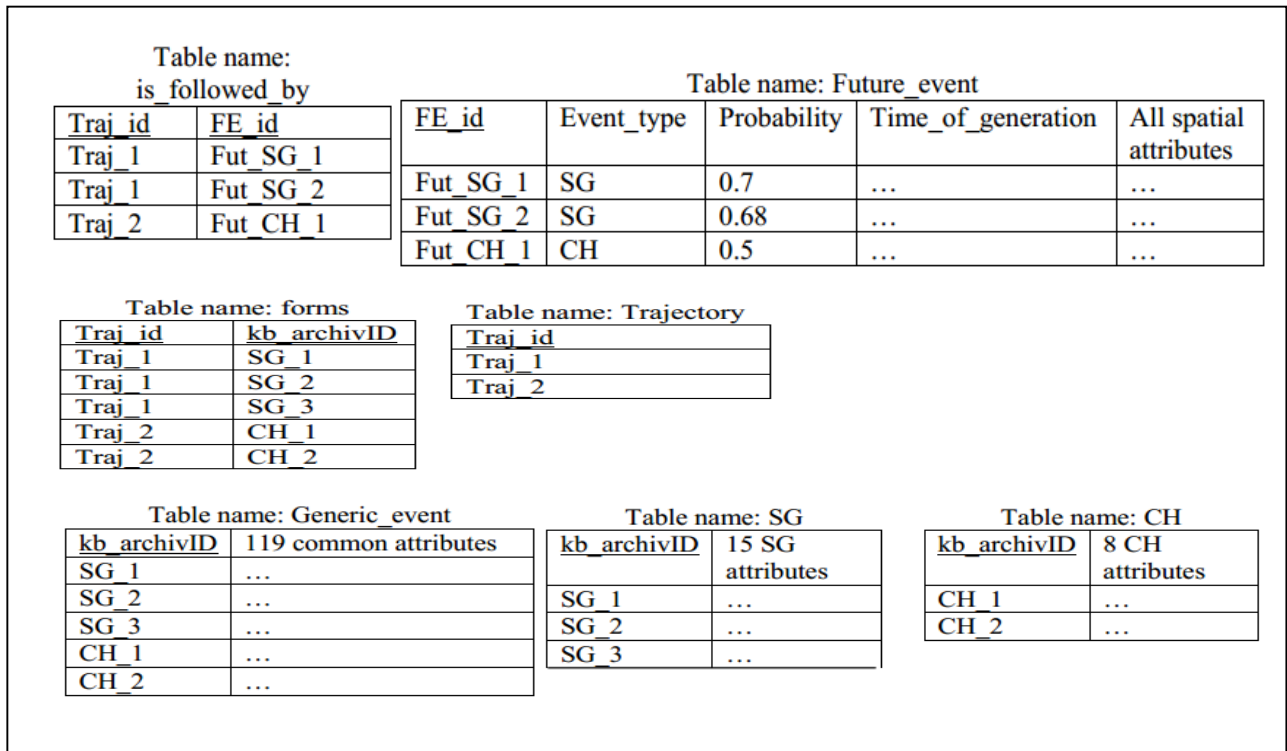 Table name:
is_followed_by
Traj_id FE_id
Traj_1 Fut_SG_1
Traj_1 Fut_SG_2
Traj_2 Fut_CH_1
Table name: Future_event
FE_id Event_type Probability Time_of_generation All spatial
attributes
Fut_SG_1 SG 0.7 … …
Fut_SG_2 SG 0.68 … …
Fut_CH_1 CH 0.5 … …
Table name: forms
Traj_id kb_archivID
Traj_1 SG_1
Traj_1 SG_2
Traj_1 SG_3
Traj_2 CH_1
Traj_2 CH_2
Table name: Trajectory
Traj_id
Traj_1
Traj_2
Table name: Generic_event
kb_archivID 119 common attributes
SG_1 …
SG_2 …
SG_3 …
CH_1 …
CH_2 …
Table name: SG
kb_archivID 15 SG
attributes
SG_1 …
SG_2 …
SG_3 …
Table name: CH
kb_archivID 8 CH
attributes
CH_1 …
CH_2 …